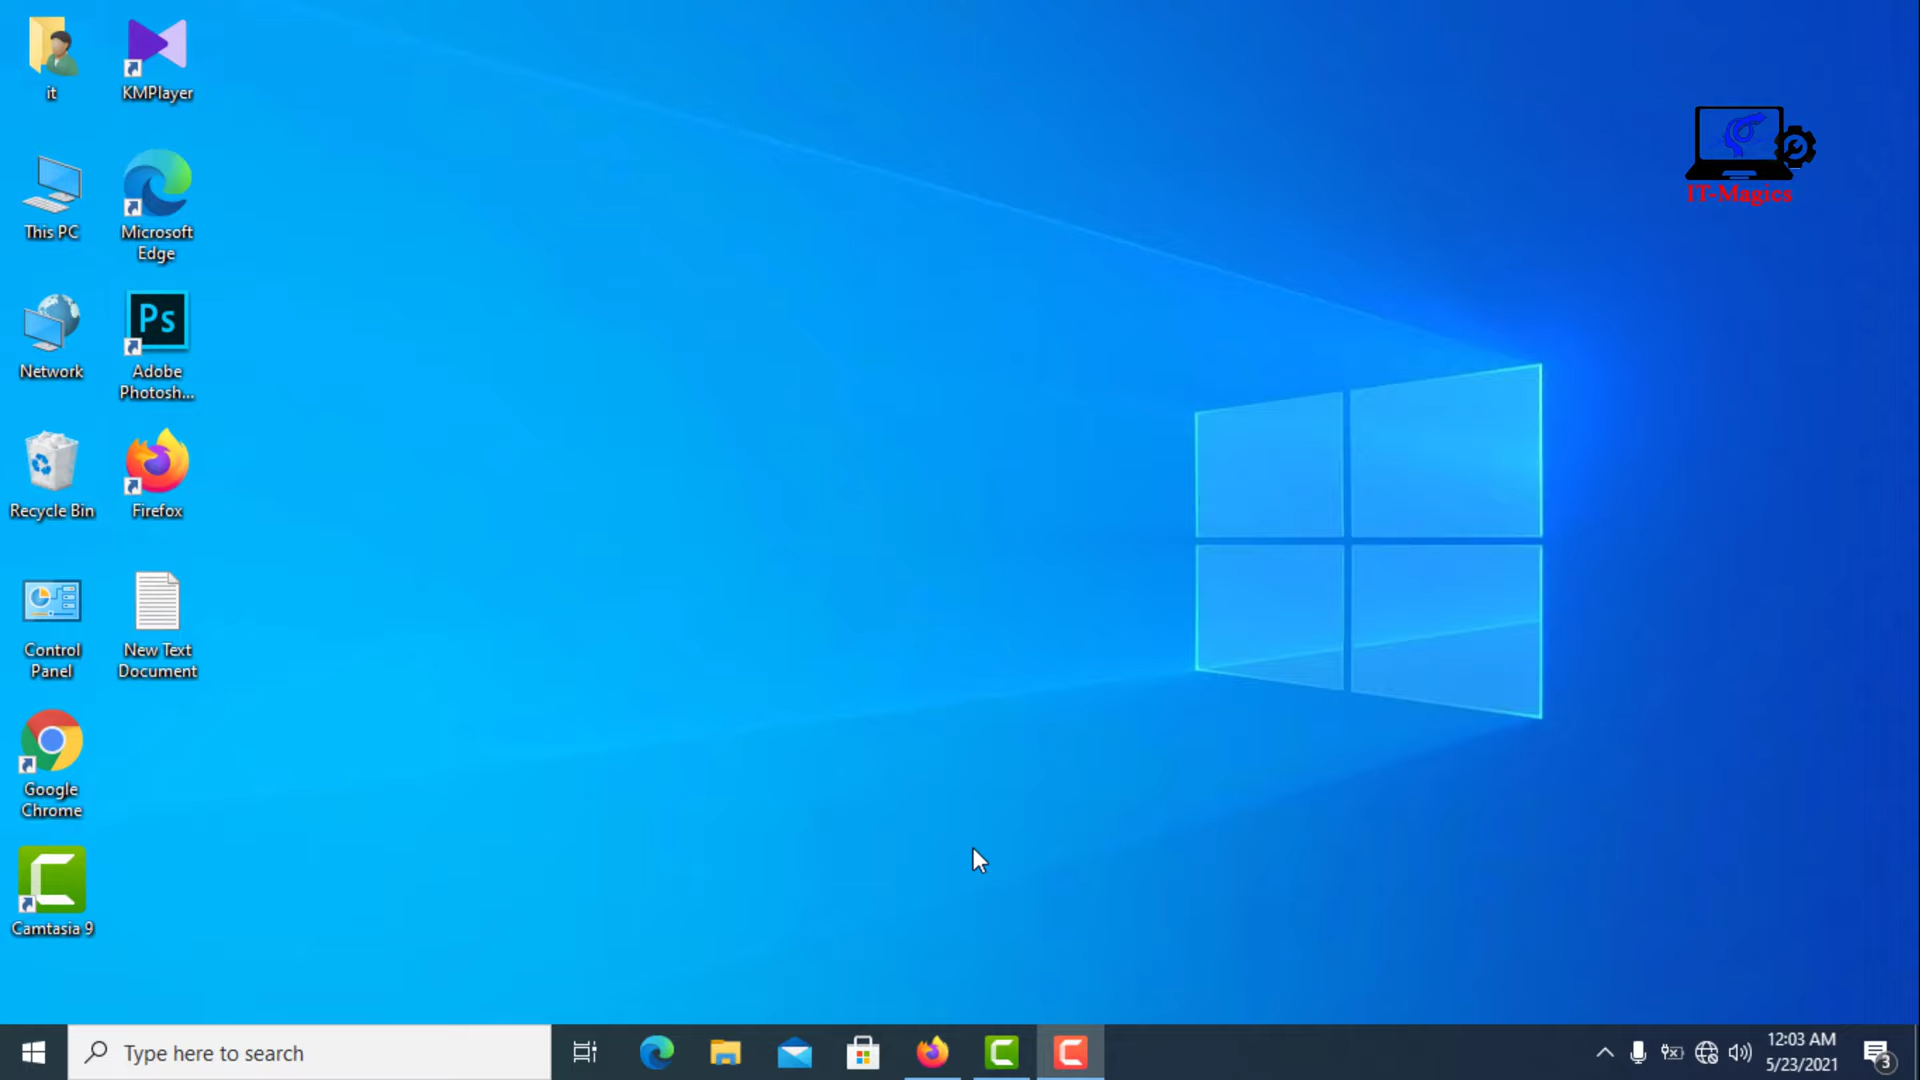 it
KMPlayer
This PC
Microsoft
Edge
Ps
Network
Adobe
Photosh...
Recycle Bin
Firefox
Control
Panel
New Text
Document
Google
Chrome
Camtasia 9
IT-Magics
Type here to search
12:03 AM
5/23/2021
3